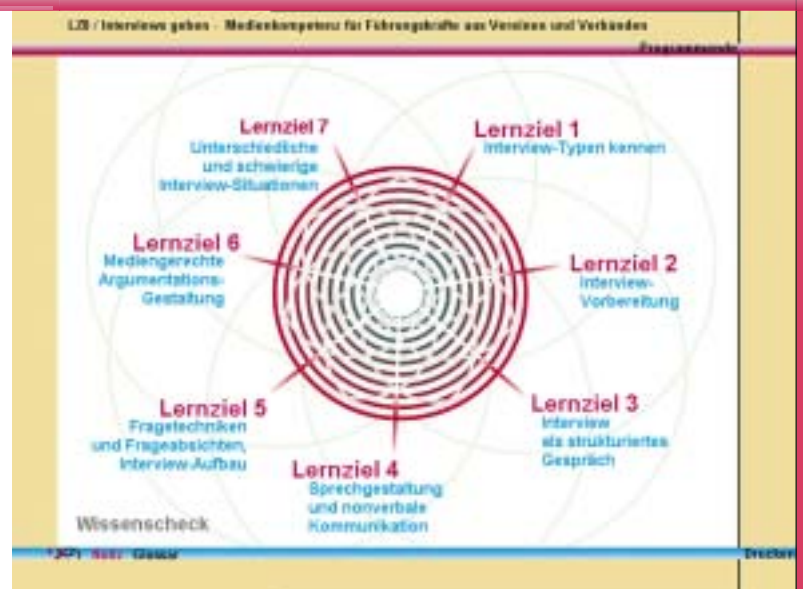 LZ0 / Interviews geben - Medienkompetenz für Führungskräfte aus Vereinen und Verbänden
Programmende
Lernziel 7
Unterschiedliche
und schwierige
Interview-Situationen
Lernziel 1
Interview-Typen kennen
Lernziel 6
Mediengerechte
Argumentations-
Gestaltung
Lernziel 2
Interview-
Vorbereitung
Lernziel 5
Fragetechniken
und Frageabsichten,
Interview-Aufbau
Lernziel 3
Interview
als strukturiertes
Gespräch
Lernziel 4
Sprechgestaltung
und nonverbale
Kommunikation
Wissenscheck
Notiz Glossar
Drucken